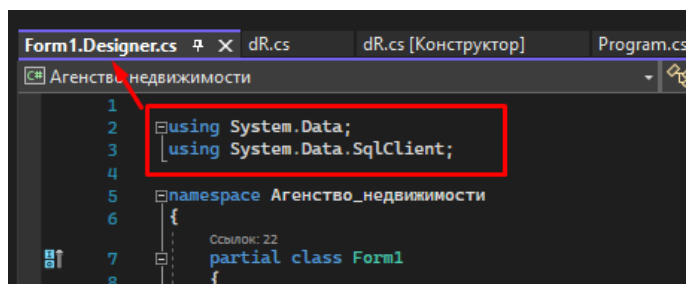 Form1.Designer.cs dR.cs dR.cs [Конструктор] Program.cs
C# Агенство недвижимости
1
2 using System.Data;
3 using System.Data.SqlClient;
4
5 namespace Агенство_недвижимости
6 {
Ссылок: 22
7 partial class Form1
8 {